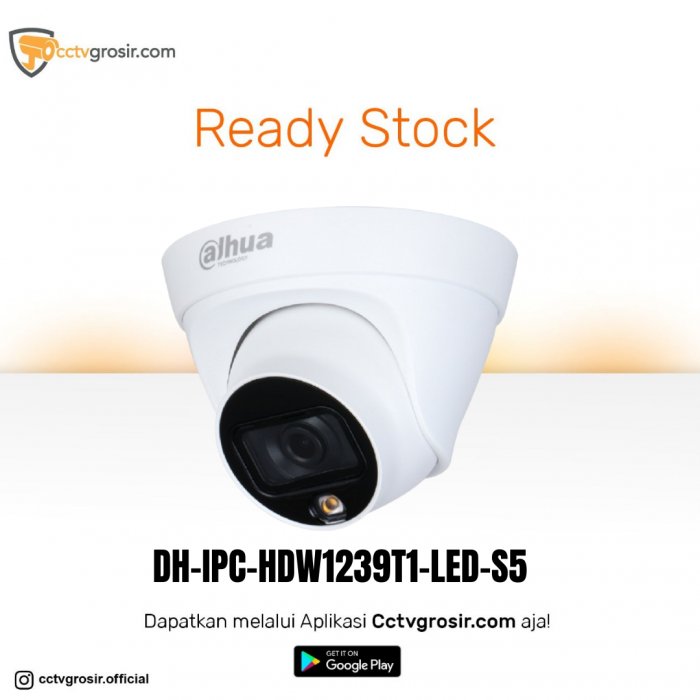 cctvgrosir.com
Ready Stock
alhua
TECHNOLOGY
DH-IPC-HDW1239T1-LED-S5
Dapatkan melalui Aplikasi Cctvgrosir.com aja!
GET IT ON
Google Play
cctvgrosir.official